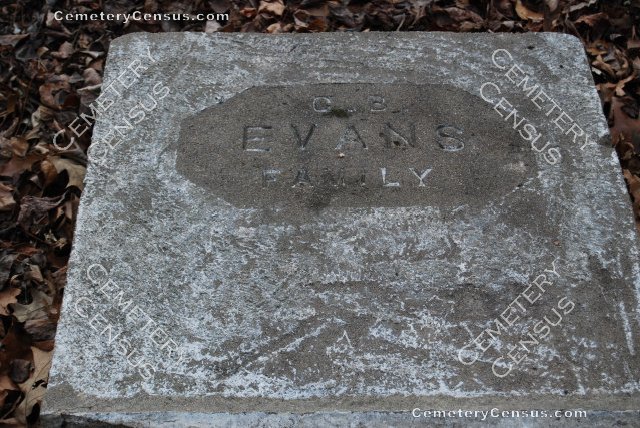 CemeteryCensus.com
Cemetery
Census
Cemetery
Census
C. B.
EVANS
FAMILY
Cemetery
Census
Cemetery
Census
CemeteryCensus.com